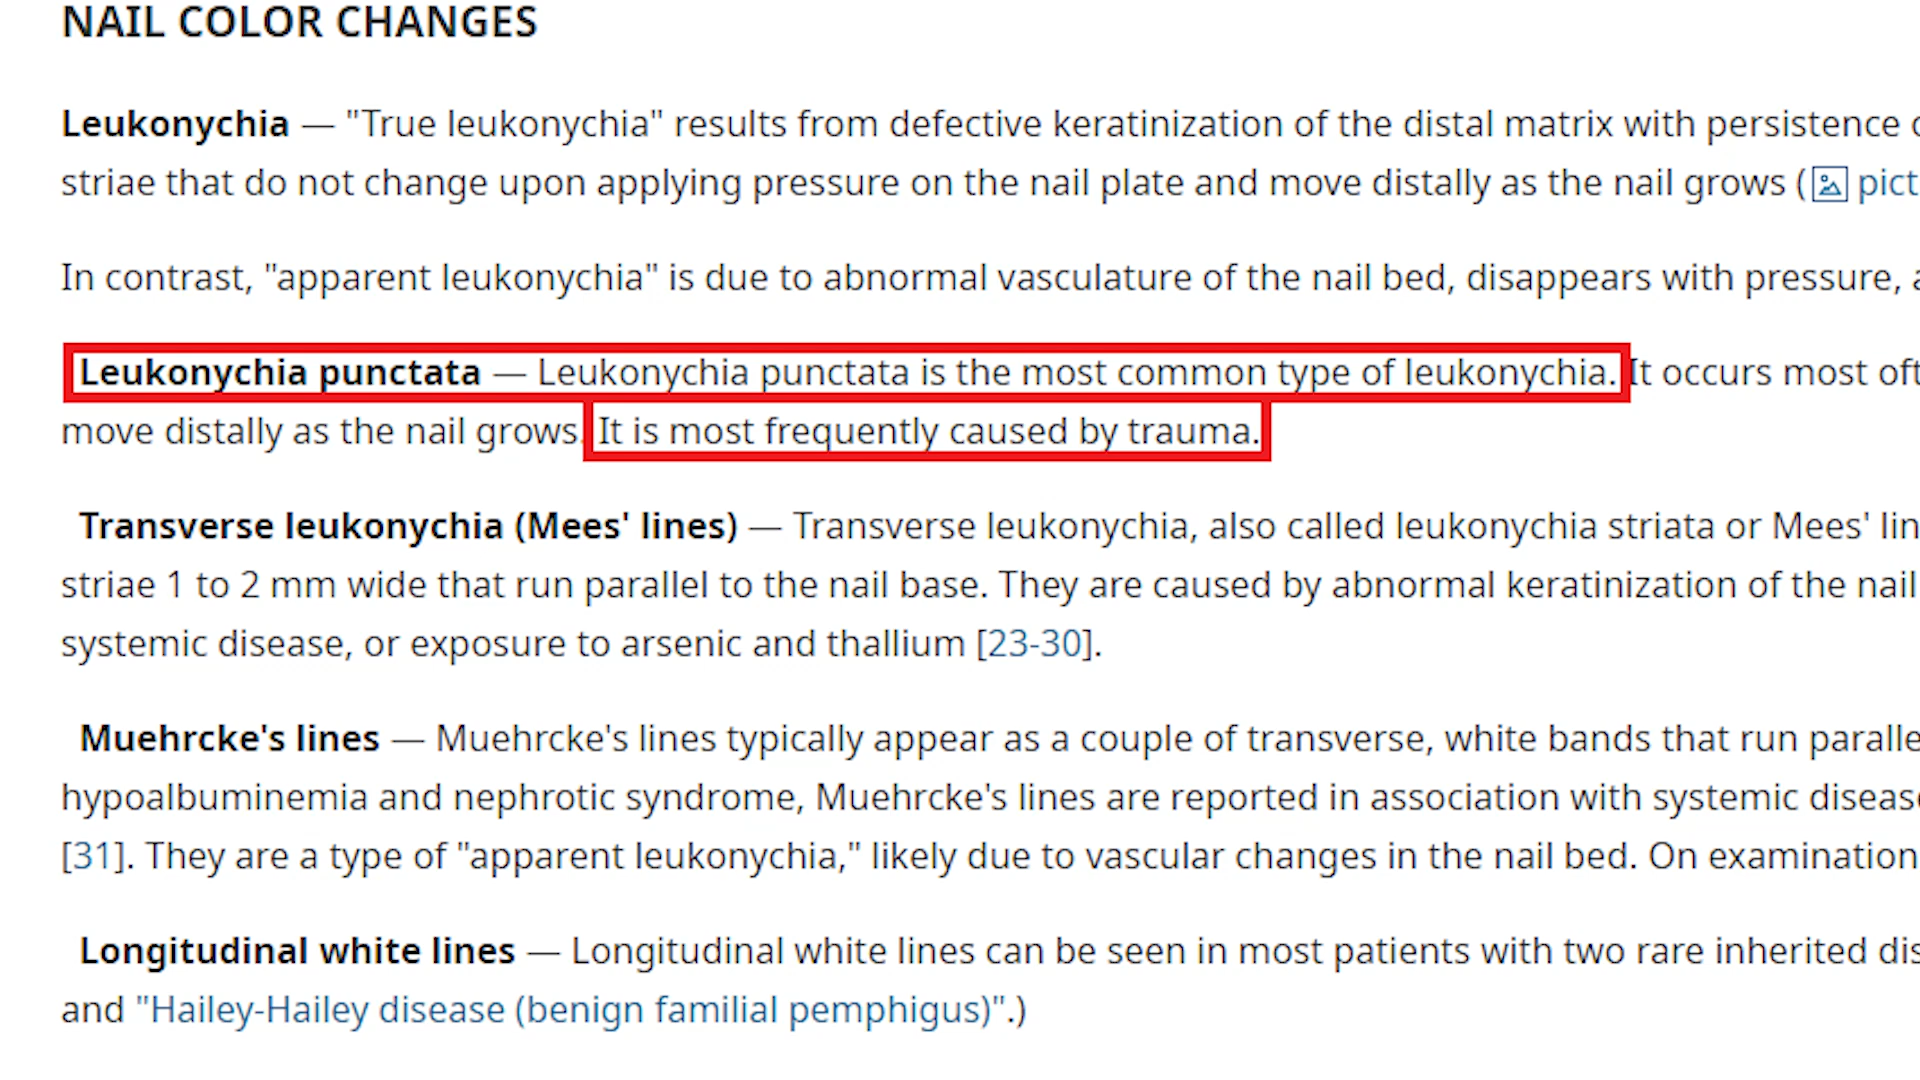 NAIL COLOR CHANGES
Leukonychia — "True leukonychia" results from defective keratinization of the distal matrix with persistence
striae that do not change upon applying pressure on the nail plate and move distally as the nail grows ( pict
In contrast, "apparent leukonychia" is due to abnormal vasculature of the nail bed, disappears with pressure,
Leukonychia punctata — Leukonychia punctata is the most common type of leukonychia. It occurs most oft
move distally as the nail grows. It is most frequently caused by trauma.
Transverse leukonychia (Mees' lines) — Transverse leukonychia, also called leukonychia striata or Mees' lin
striae 1 to 2 mm wide that run parallel to the nail base. They are caused by abnormal keratinization of the nail
systemic disease, or exposure to arsenic and thallium [23-30].
Muehrcke's lines — Muehrcke's lines typically appear as a couple of transverse, white bands that run paralle
hypoalbuminemia and nephrotic syndrome, Muehrcke's lines are reported in association with systemic diseas
[31]. They are a type of "apparent leukonychia," likely due to vascular changes in the nail bed. On examination
Longitudinal white lines — Longitudinal white lines can be seen in most patients with two rare inherited dis
and "Hailey-Hailey disease (benign familial pemphigus)".)